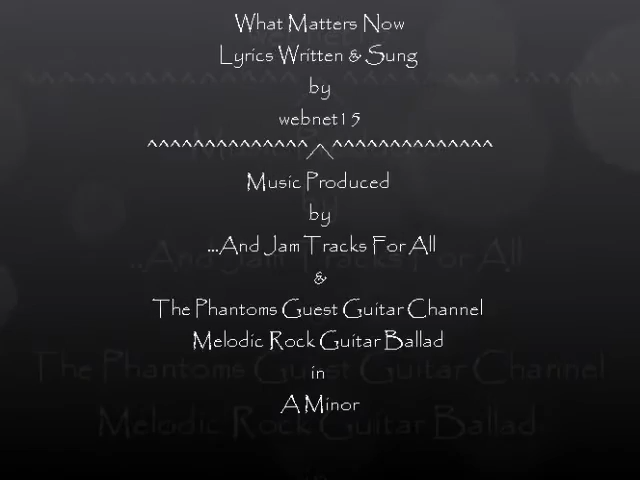 What Matters Now
Lyrics Written & Sung
by
webnet15
^^^^^^^^^^^^^^^/\^^^^^^^^^^^^^^^
Music Produced
by
...And Jam Tracks For All
&
The Phantoms Guest Guitar Channel
Melodic Rock Guitar Ballad
in
A Minor